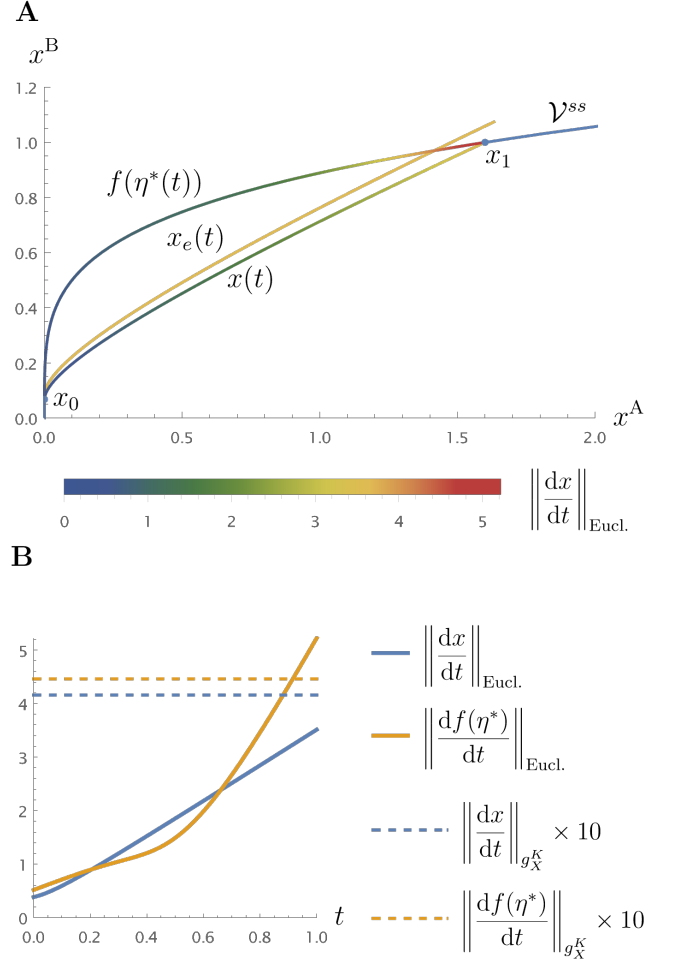 A
x^B
1.2
1.0
0.8
0.6
0.4
0.2
0.0
𝒱^ss
x_1
f(η*(t))
x_e(t)
x(t)
x_0
0.0 0.5 1.0 1.5 2.0
x^A
0 1 2 3 4 5
‖dx/dt‖_Eucl.
B
5
4
3
2
1
0
0.0 0.2 0.4 0.6 0.8 1.0
t
‖dx/dt‖_Eucl.
‖df(η*)/dt‖_Eucl.
‖dx/dt‖_{g_X^K} × 10
‖df(η*)/dt‖_{g_X^K} × 10